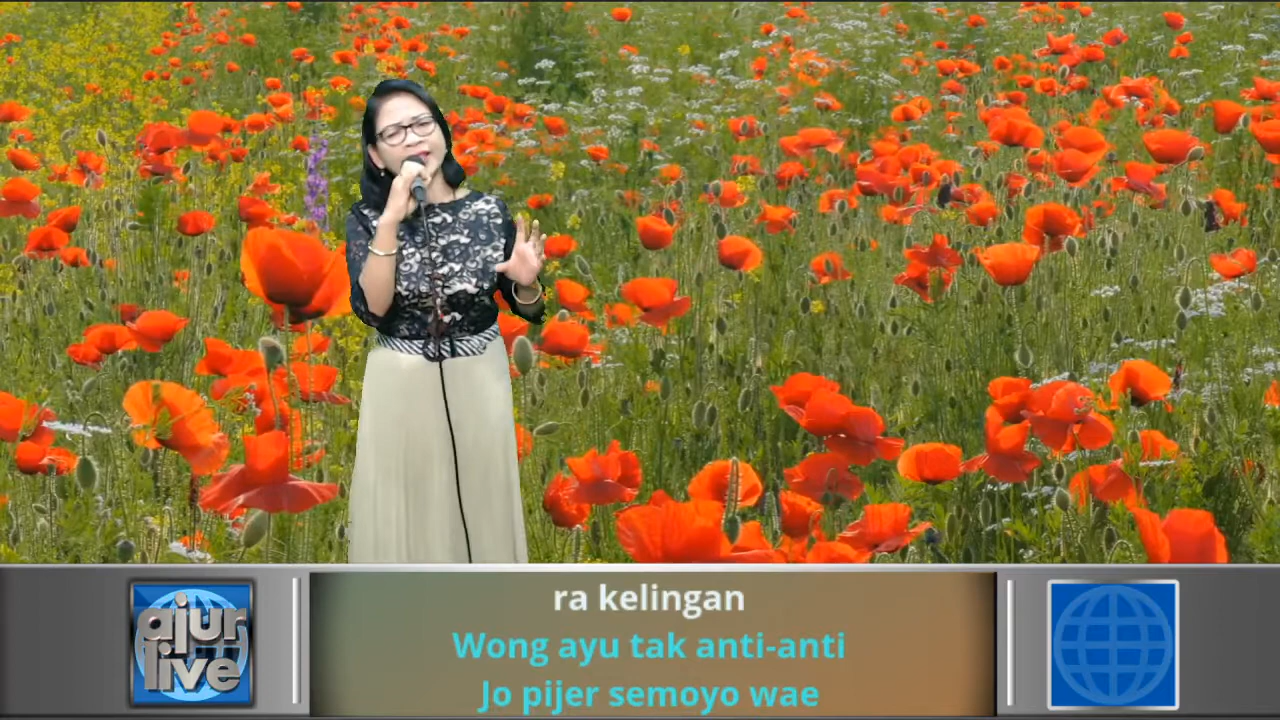 ajur
live
ra kelingan
Wong ayu tak anti-anti
Jo pijer semoyo wae